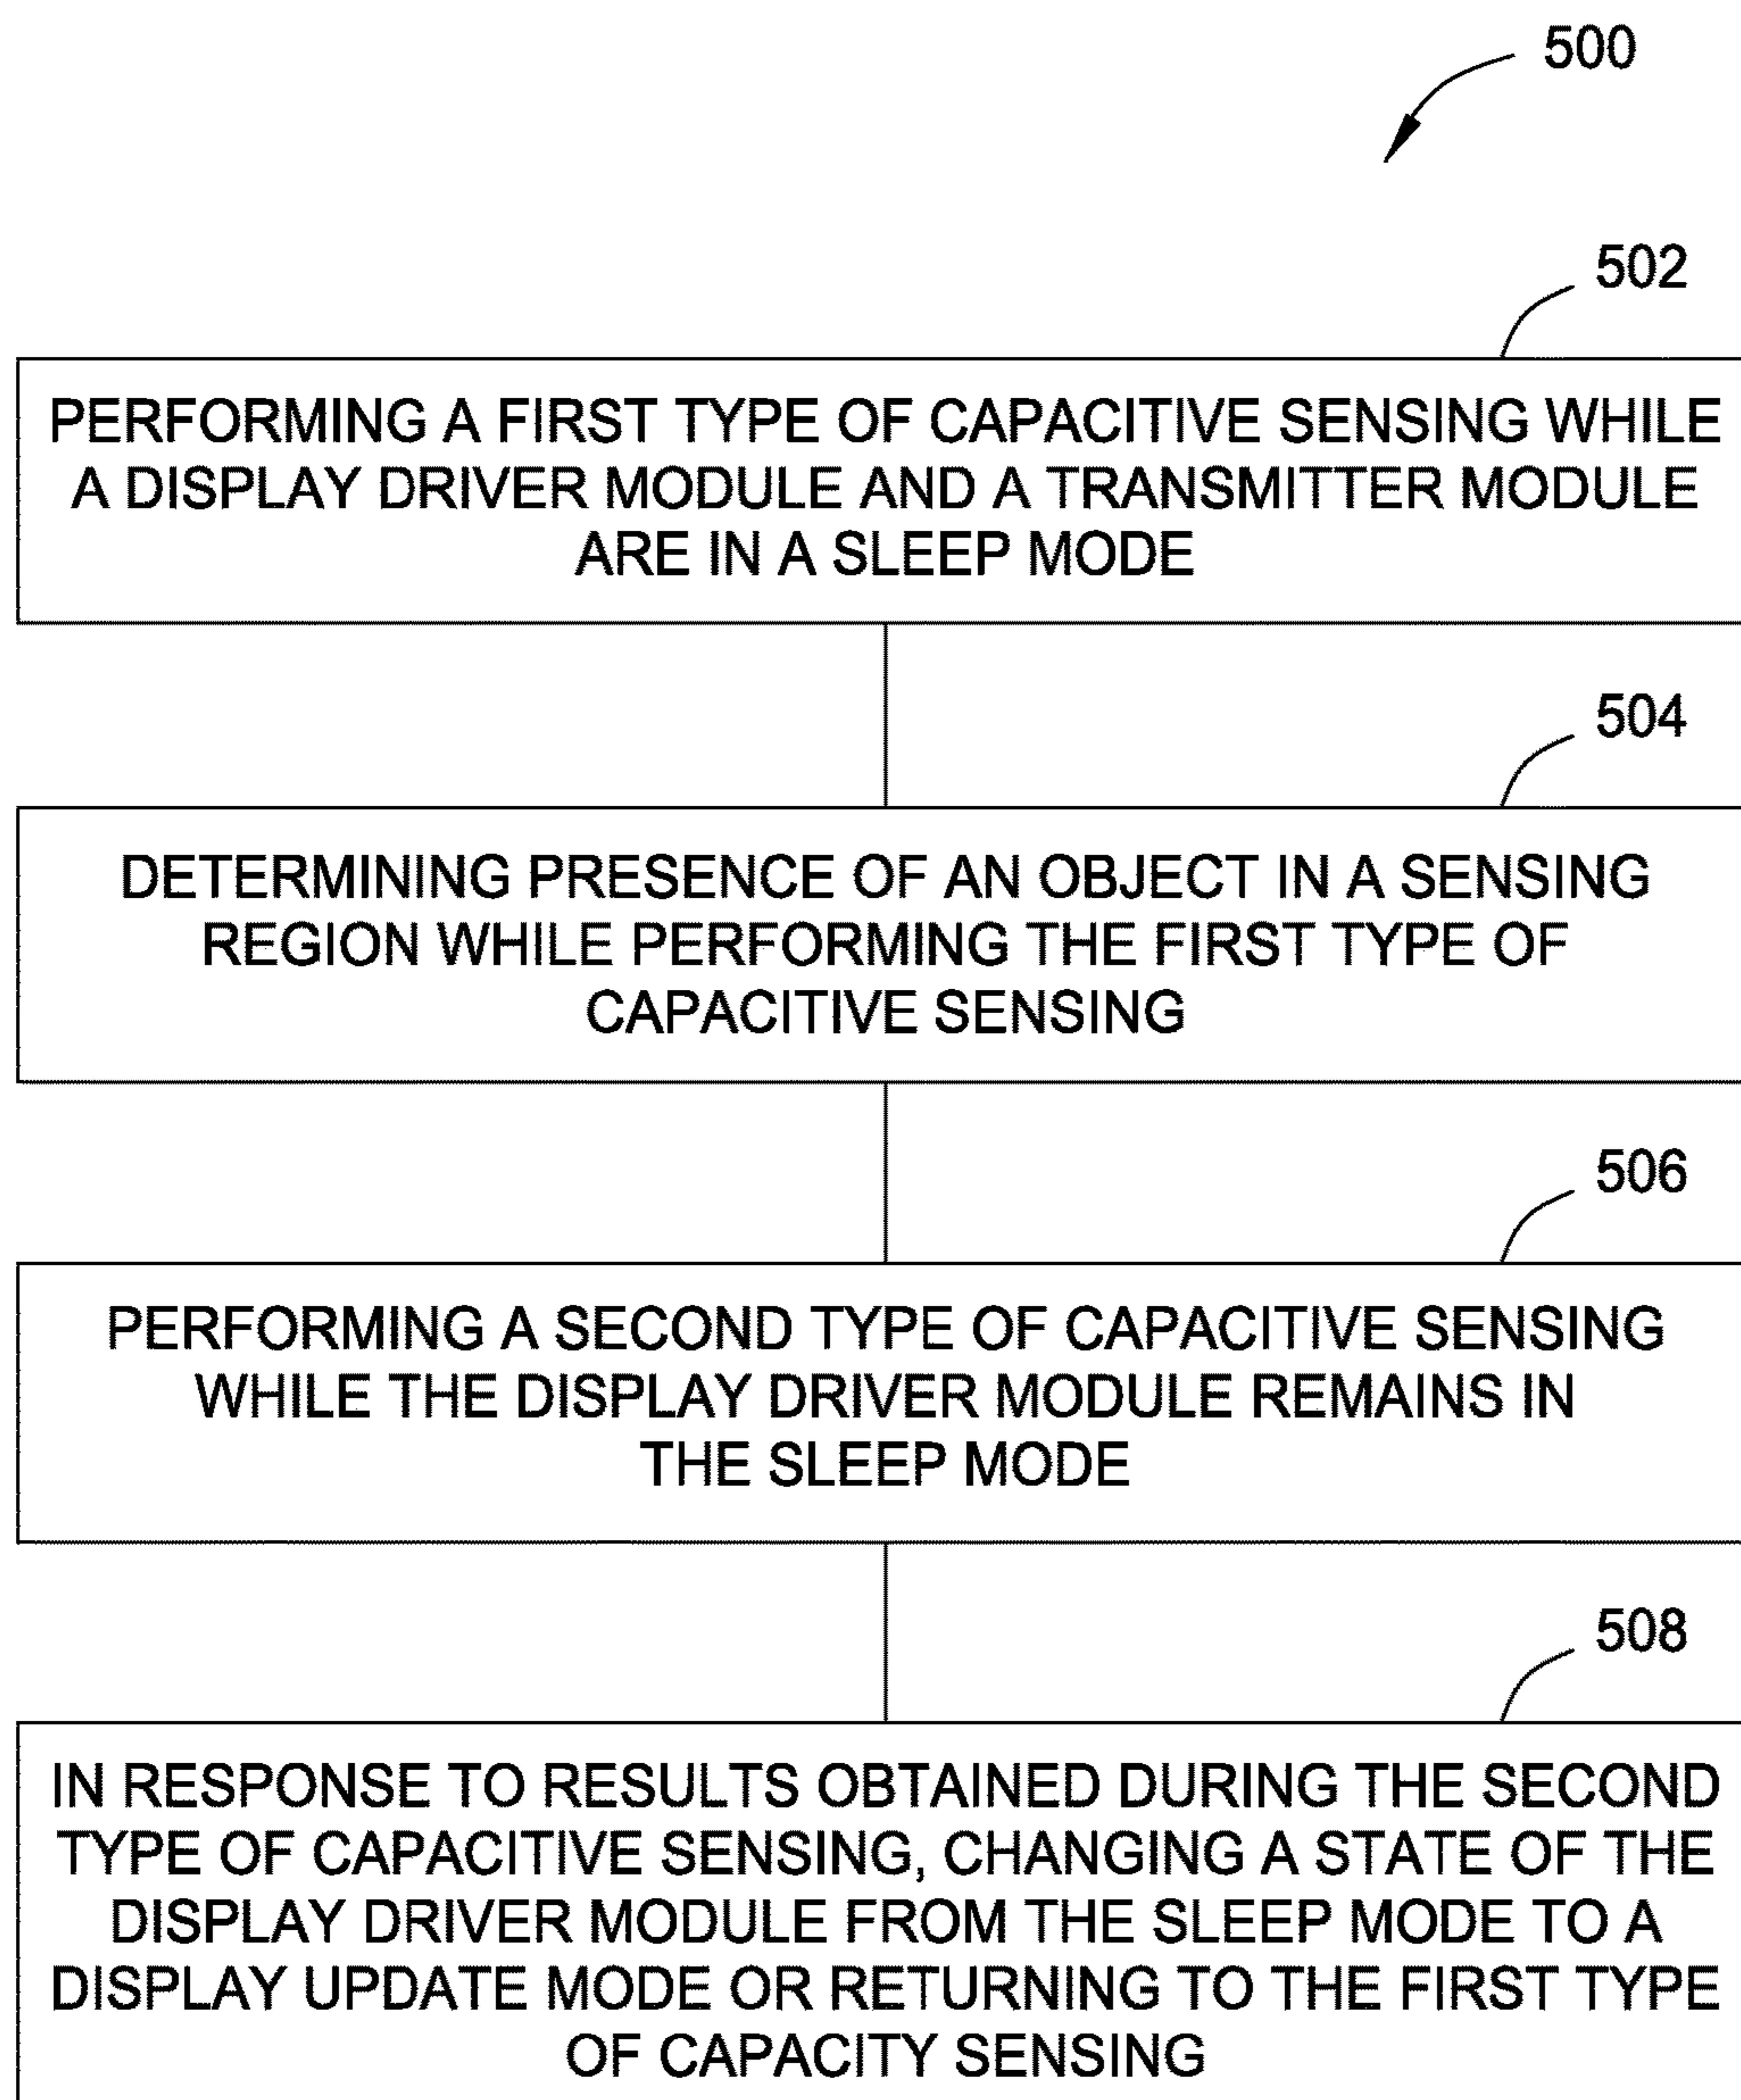 500
502
PERFORMING A FIRST TYPE OF CAPACITIVE SENSING WHILE
A DISPLAY DRIVER MODULE AND A TRANSMITTER MODULE
ARE IN A SLEEP MODE
504
DETERMINING PRESENCE OF AN OBJECT IN A SENSING
REGION WHILE PERFORMING THE FIRST TYPE OF
CAPACITIVE SENSING
506
PERFORMING A SECOND TYPE OF CAPACITIVE SENSING
WHILE THE DISPLAY DRIVER MODULE REMAINS IN
THE SLEEP MODE
508
IN RESPONSE TO RESULTS OBTAINED DURING THE SECOND
TYPE OF CAPACITIVE SENSING, CHANGING A STATE OF THE
DISPLAY DRIVER MODULE FROM THE SLEEP MODE TO A
DISPLAY UPDATE MODE OR RETURNING TO THE FIRST TYPE
OF CAPACITY SENSING